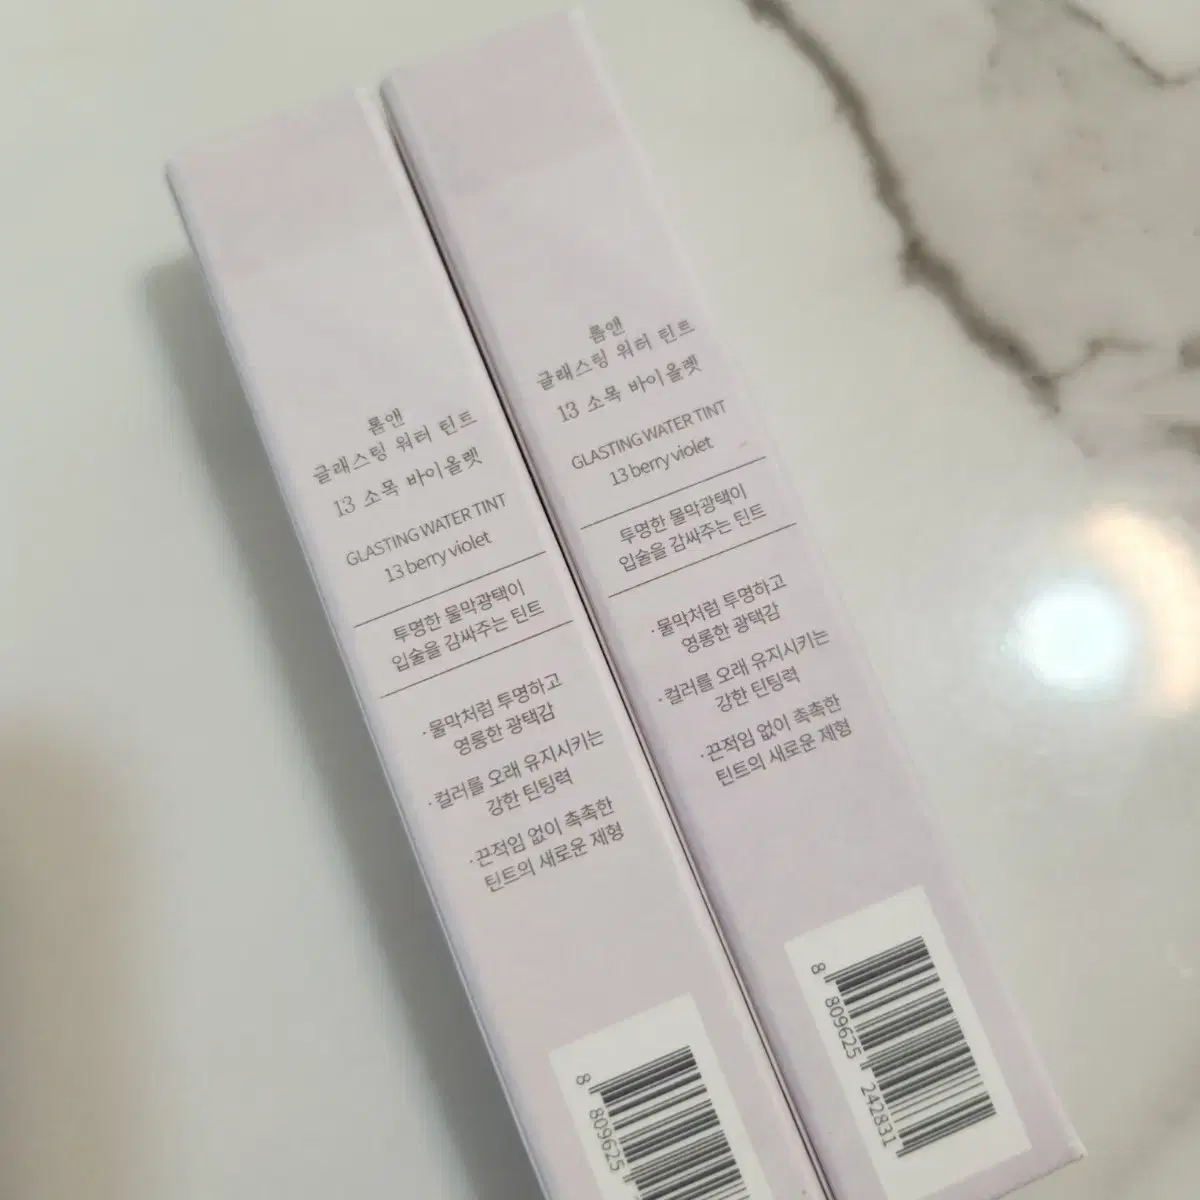 롬앤
글래스팅 워터 틴트
13 소목 바이올렛
GLASTING WATER TINT
13 berry violet
투명한 물막광택이
입술을 감싸주는 틴트
·물막처럼 투명하고
영롱한 광택감
·컬러를 오래 유지시키는
강한 틴팅력
·끈적임 없이 촉촉한
틴트의 새로운 제형
8 809625
롬앤
글래스팅 워터 틴트
13 소목 바이올렛
GLASTING WATER TINT
13 berry violet
투명한 물막광택이
입술을 감싸주는 틴트
·물막처럼 투명하고
영롱한 광택감
·컬러를 오래 유지시키는
강한 틴팅력
·끈적임 없이 촉촉한
틴트의 새로운 제형
8 809625 242831